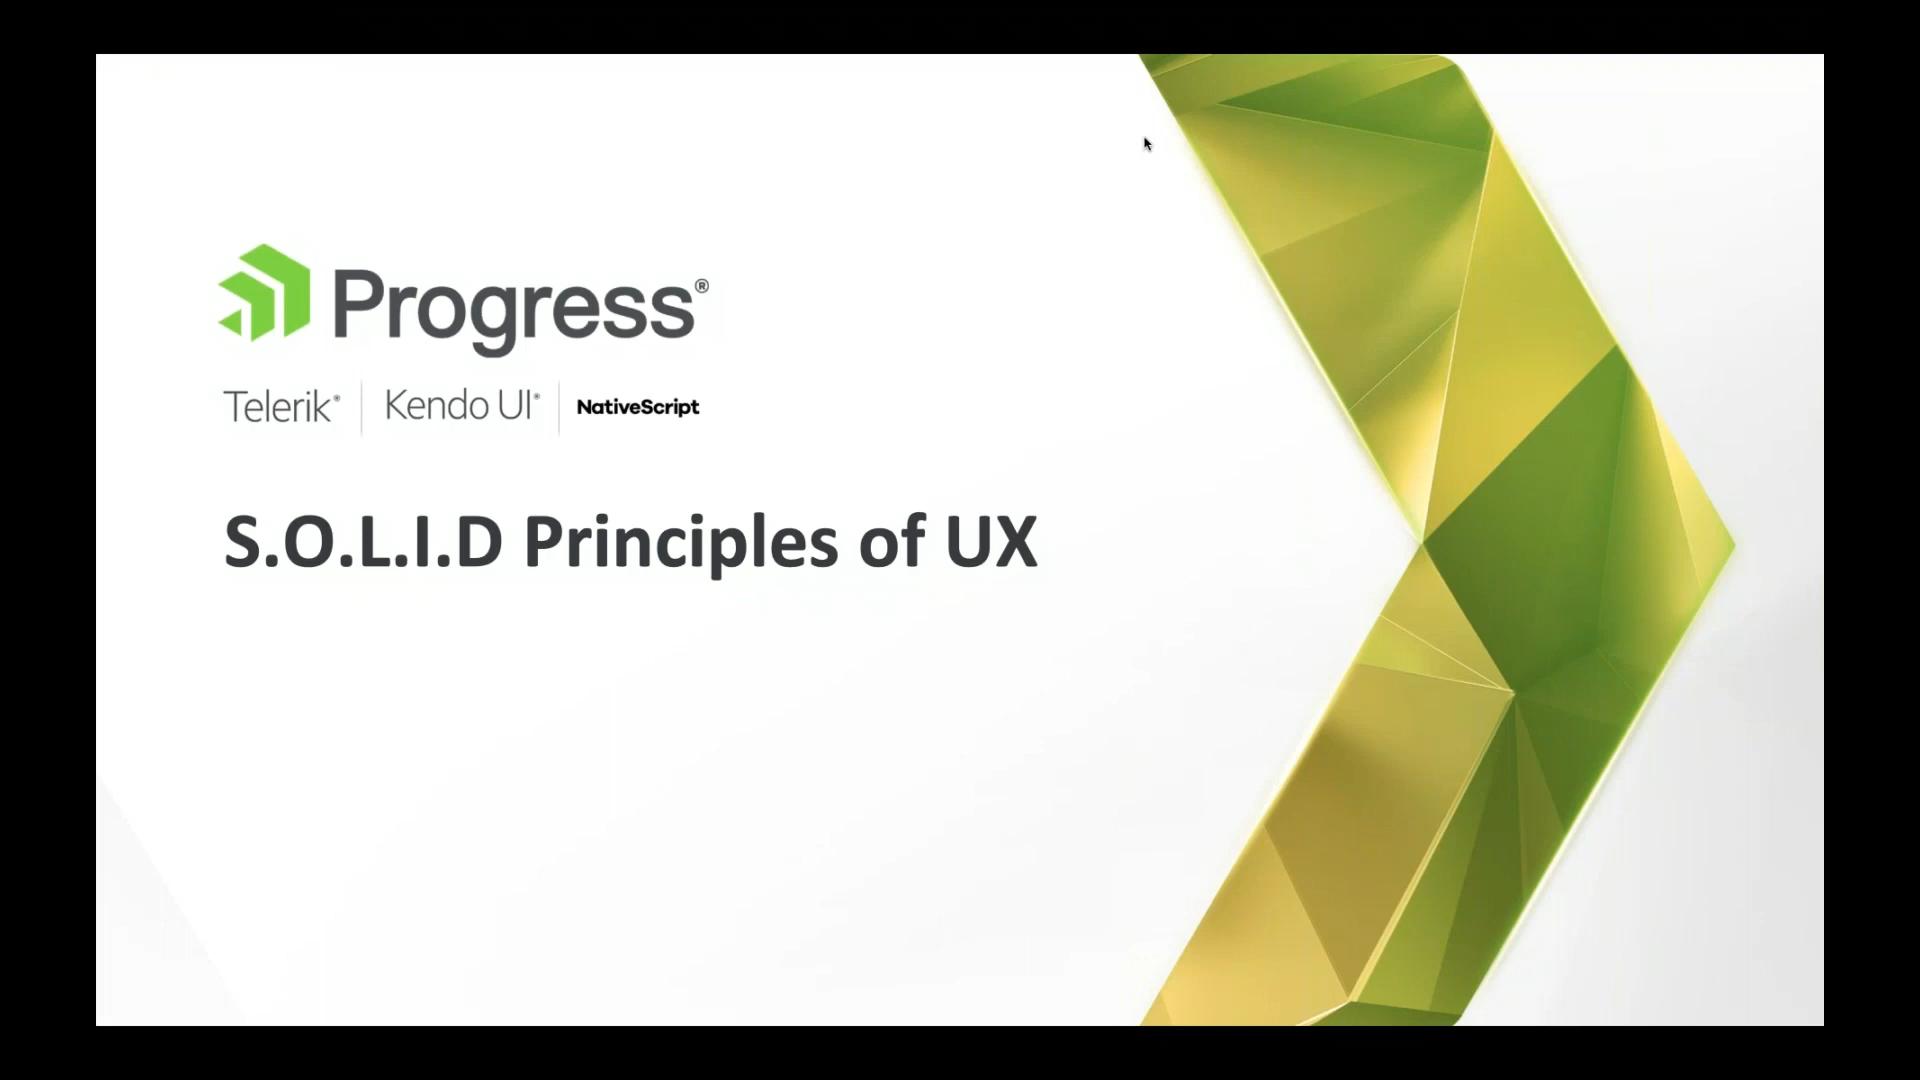 Progress®
Telerik® | Kendo UI® | NativeScript
S.O.L.I.D Principles of UX